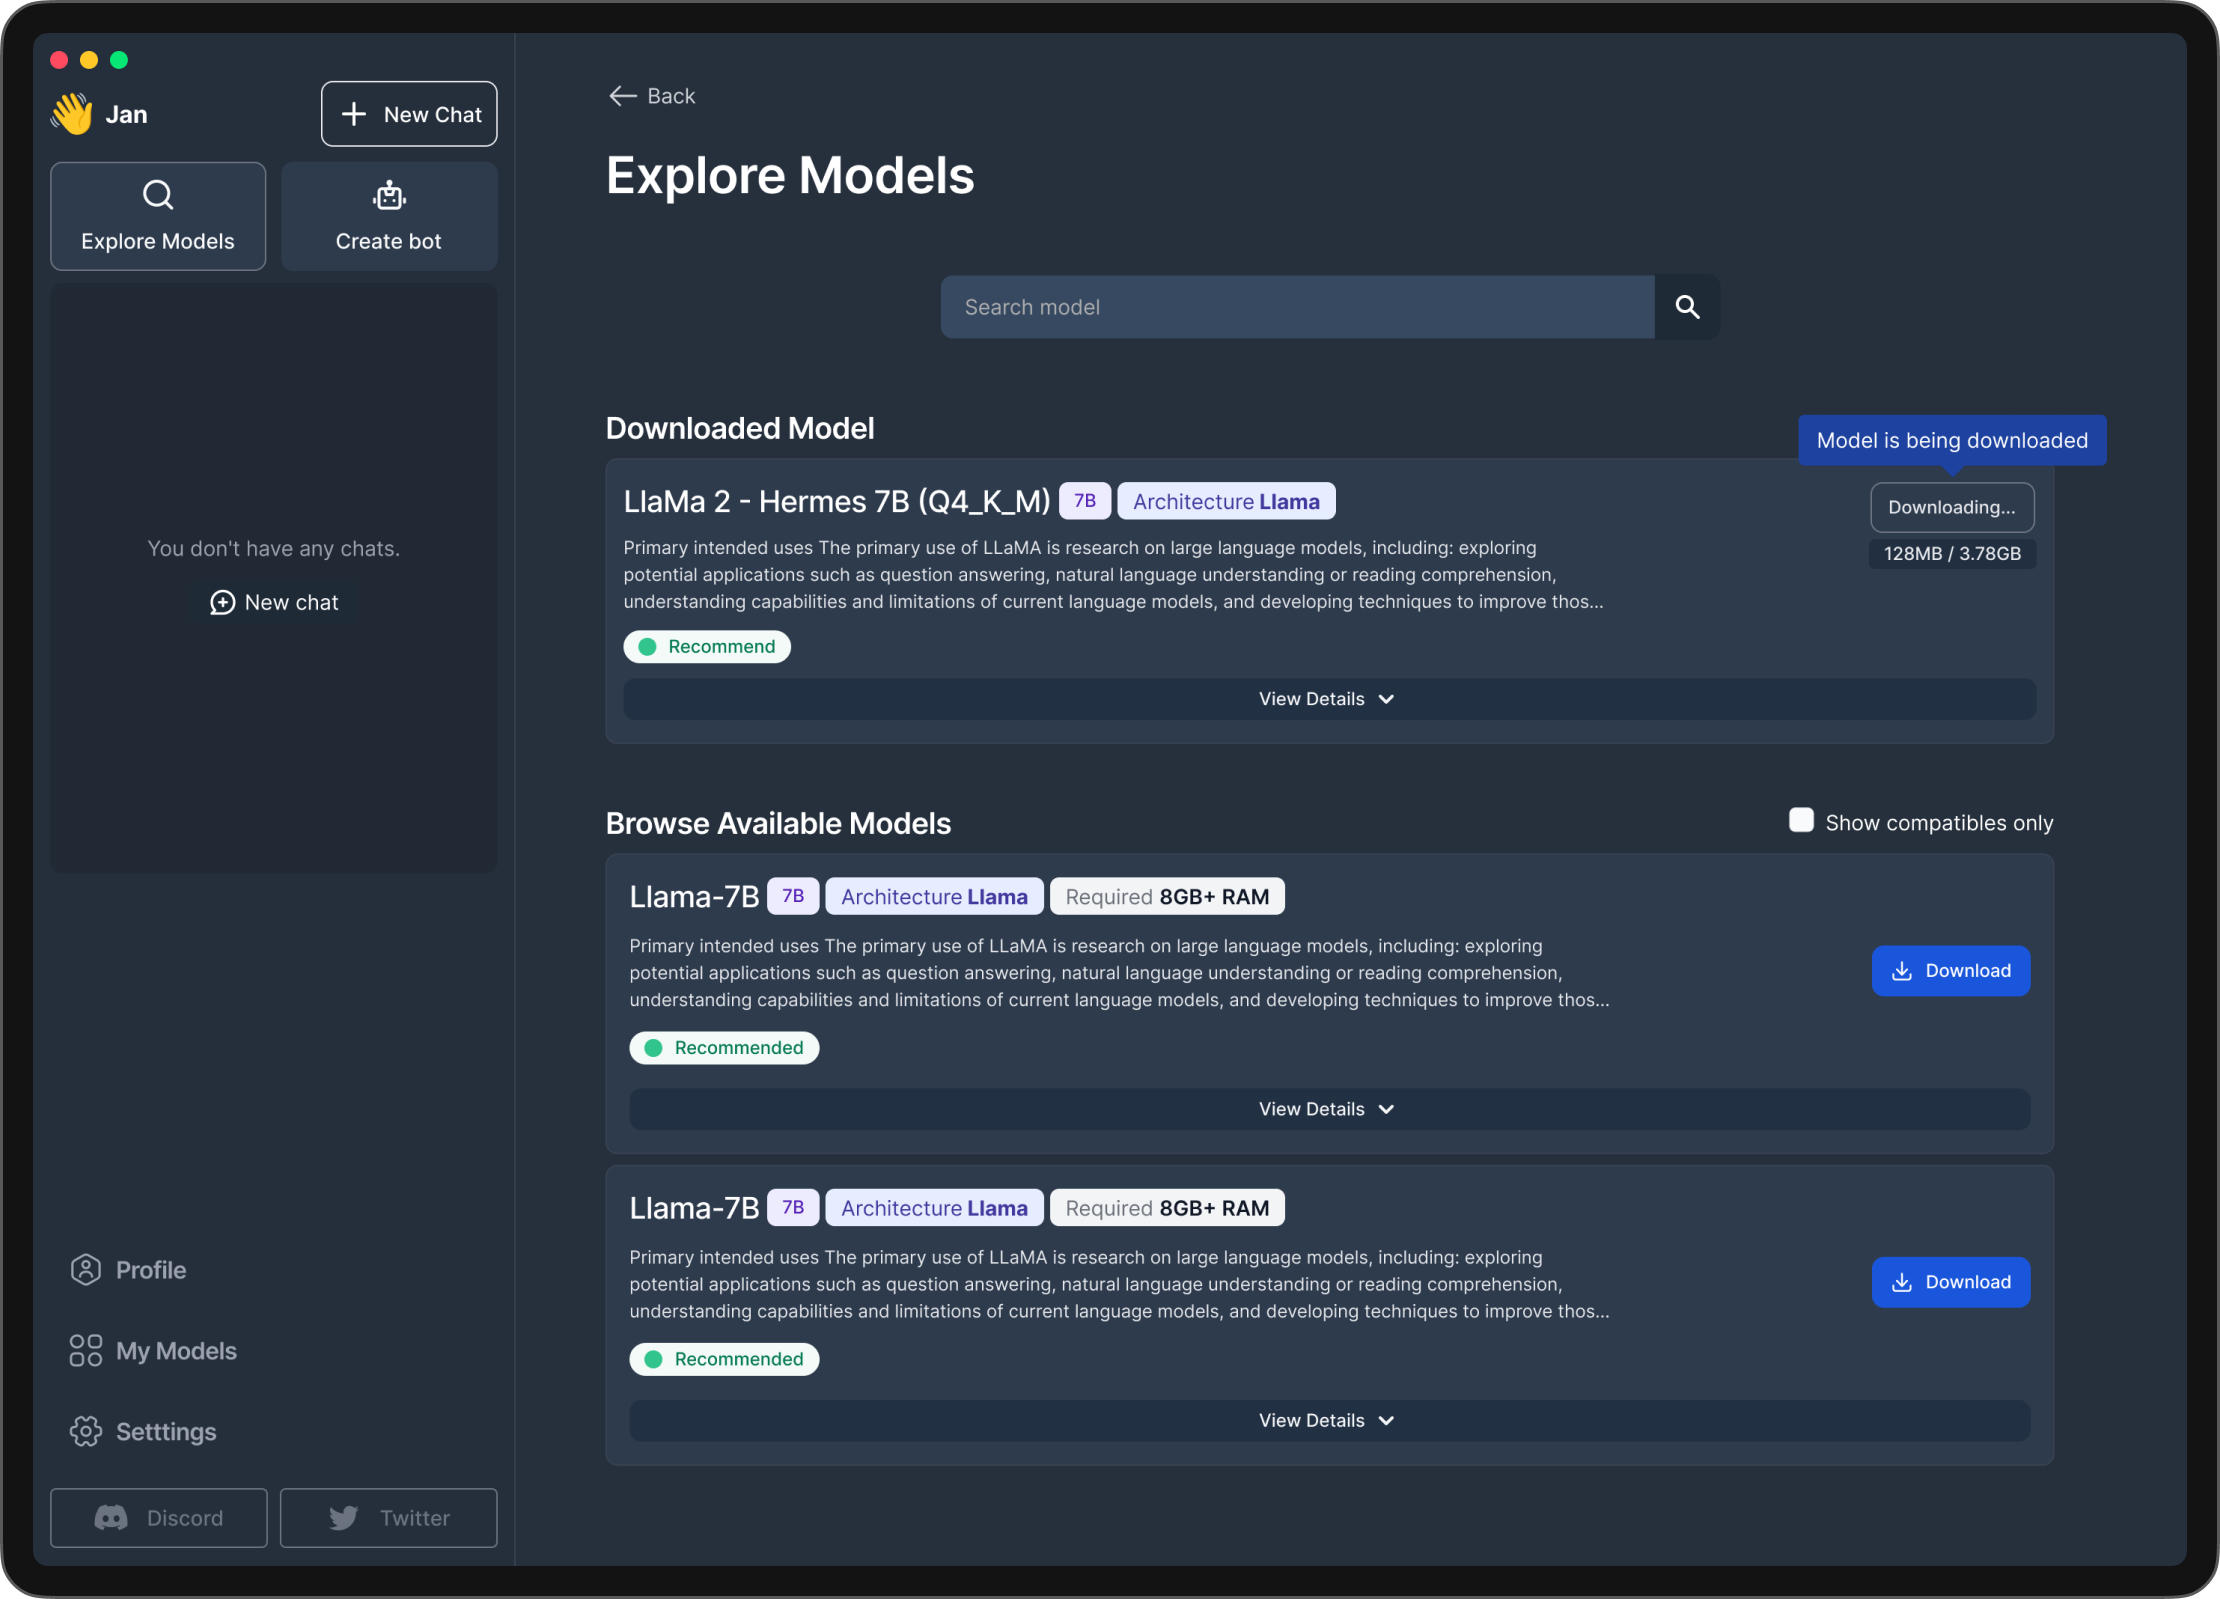 Jan
New Chat
Explore Models
Create bot
You don't have any chats.
New chat
Profile
My Models
Setttings
Discord
Twitter
Back
Explore Models
Search model
Downloaded Model
Model is being downloaded
LlaMa 2 - Hermes 7B (Q4_K_M) 7B Architecture Llama
Downloading...
128MB / 3.78GB
Primary intended uses The primary use of LLaMA is research on large language models, including: exploring
potential applications such as question answering, natural language understanding or reading comprehension,
understanding capabilities and limitations of current language models, and developing techniques to improve thos...
Recommend
View Details
Browse Available Models
Show compatibles only
Llama-7B 7B Architecture Llama Required 8GB+ RAM
Primary intended uses The primary use of LLaMA is research on large language models, including: exploring
potential applications such as question answering, natural language understanding or reading comprehension,
understanding capabilities and limitations of current language models, and developing techniques to improve thos...
Download
Recommended
View Details
Llama-7B 7B Architecture Llama Required 8GB+ RAM
Primary intended uses The primary use of LLaMA is research on large language models, including: exploring
potential applications such as question answering, natural language understanding or reading comprehension,
understanding capabilities and limitations of current language models, and developing techniques to improve thos...
Download
Recommended
View Details